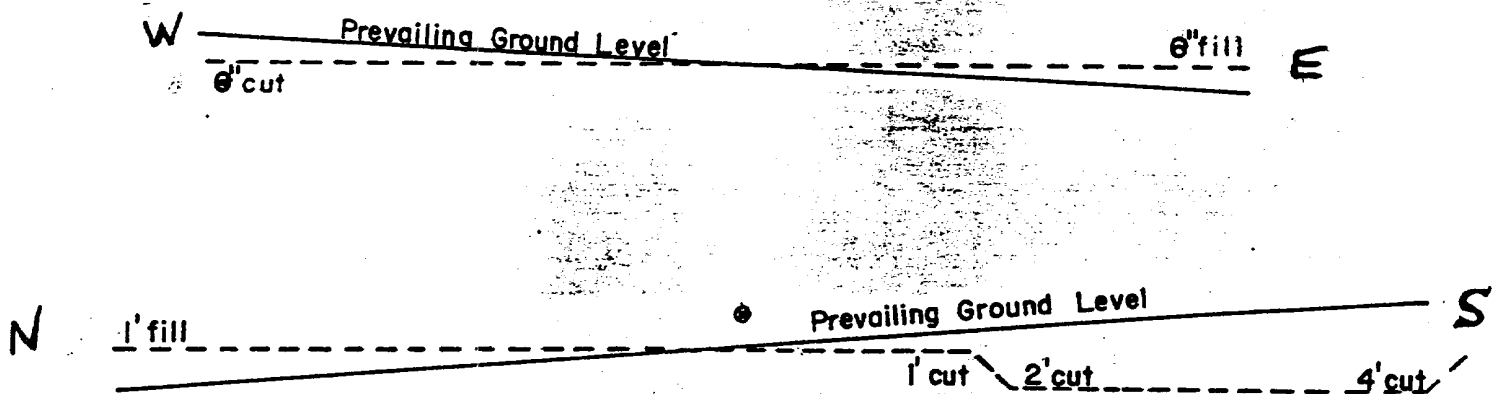 W
Prevailing Ground Level
6" fill
E
6" cut
N
1' fill
Prevailing Ground Level
S
1' cut
2' cut
4' cut